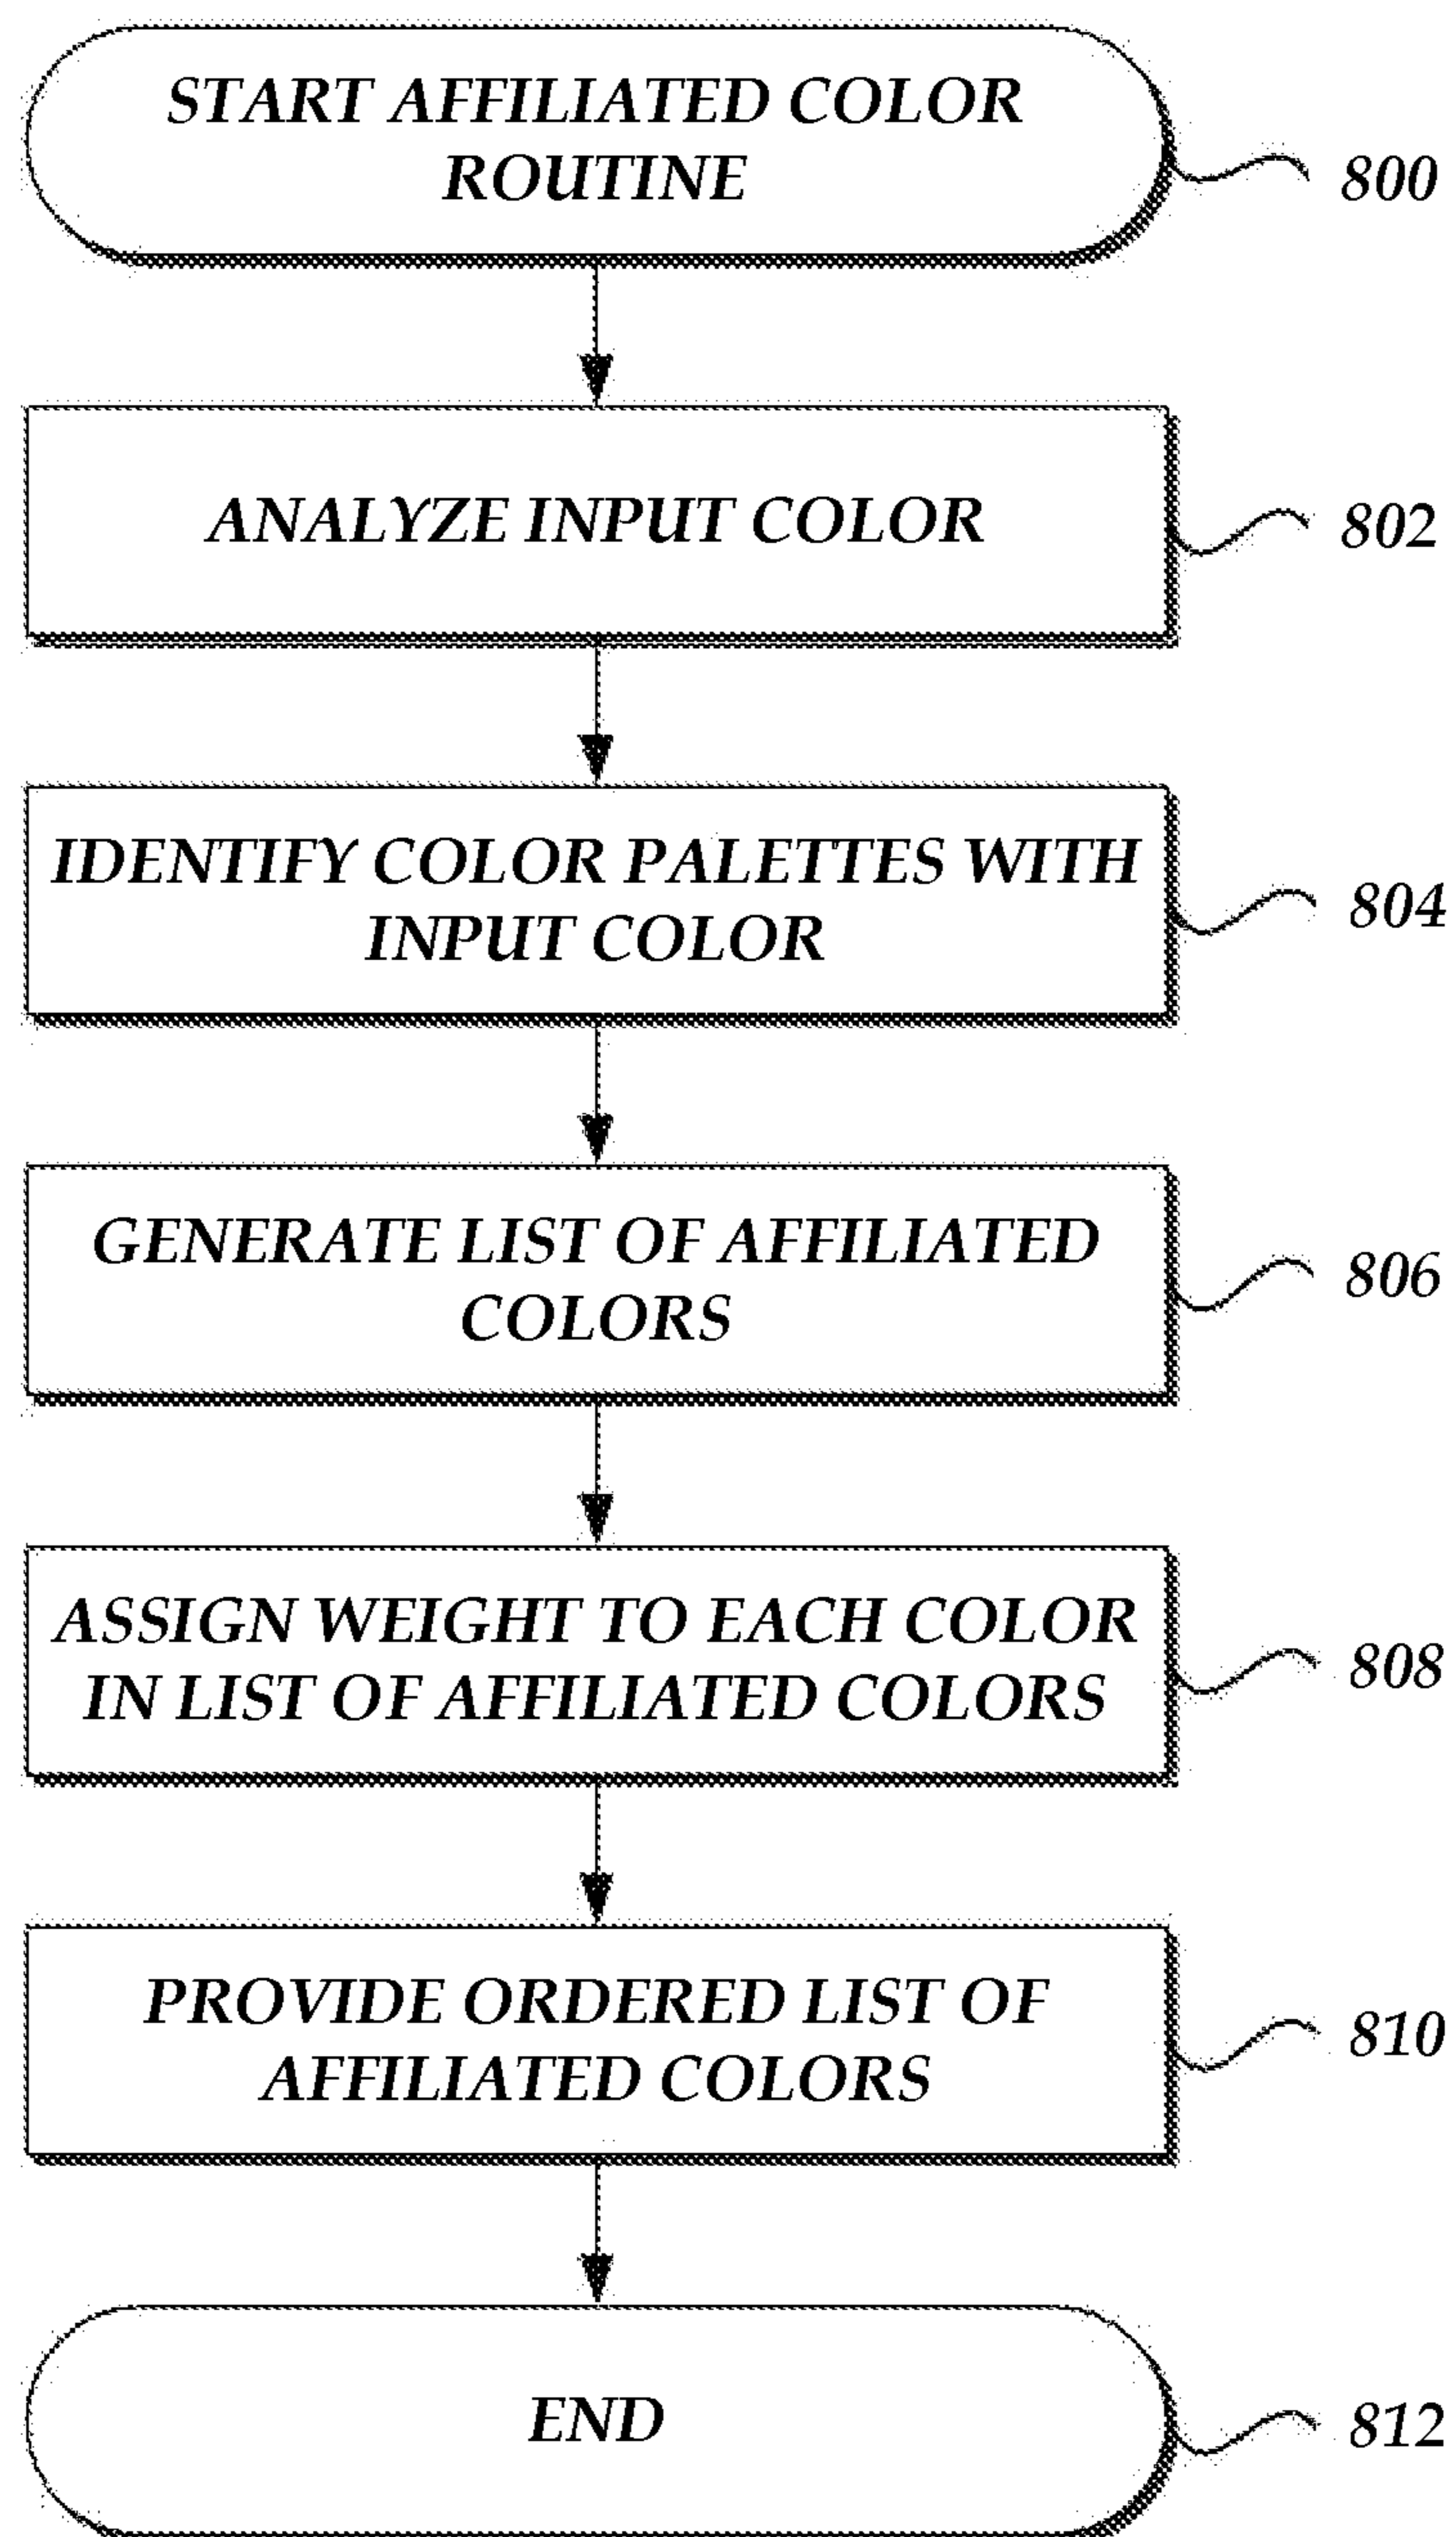 START AFFILIATED COLOR
ROUTINE
800
ANALYZE INPUT COLOR
802
IDENTIFY COLOR PALETTES WITH
INPUT COLOR
804
GENERATE LIST OF AFFILIATED
COLORS
806
ASSIGN WEIGHT TO EACH COLOR
IN LIST OF AFFILIATED COLORS
808
PROVIDE ORDERED LIST OF
AFFILIATED COLORS
810
END
812